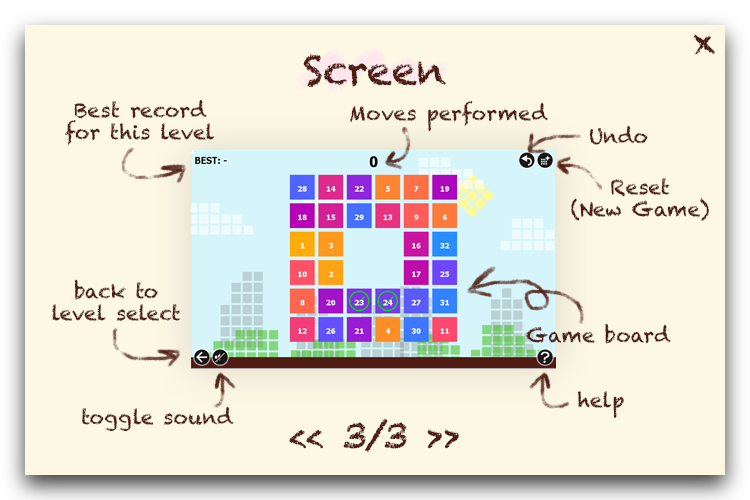 x
Screen
Best record
for this level
Moves performed
Undo
BEST: -
0
Reset
(New Game)
28 14 22 5 7 19
18 15 29 13 9 6
1 3 16 32
10 2 17 25
8 20 23 24 27 31
12 26 21 4 30 11
back to
level select
Game board
?
toggle sound
help
<< 3/3 >>